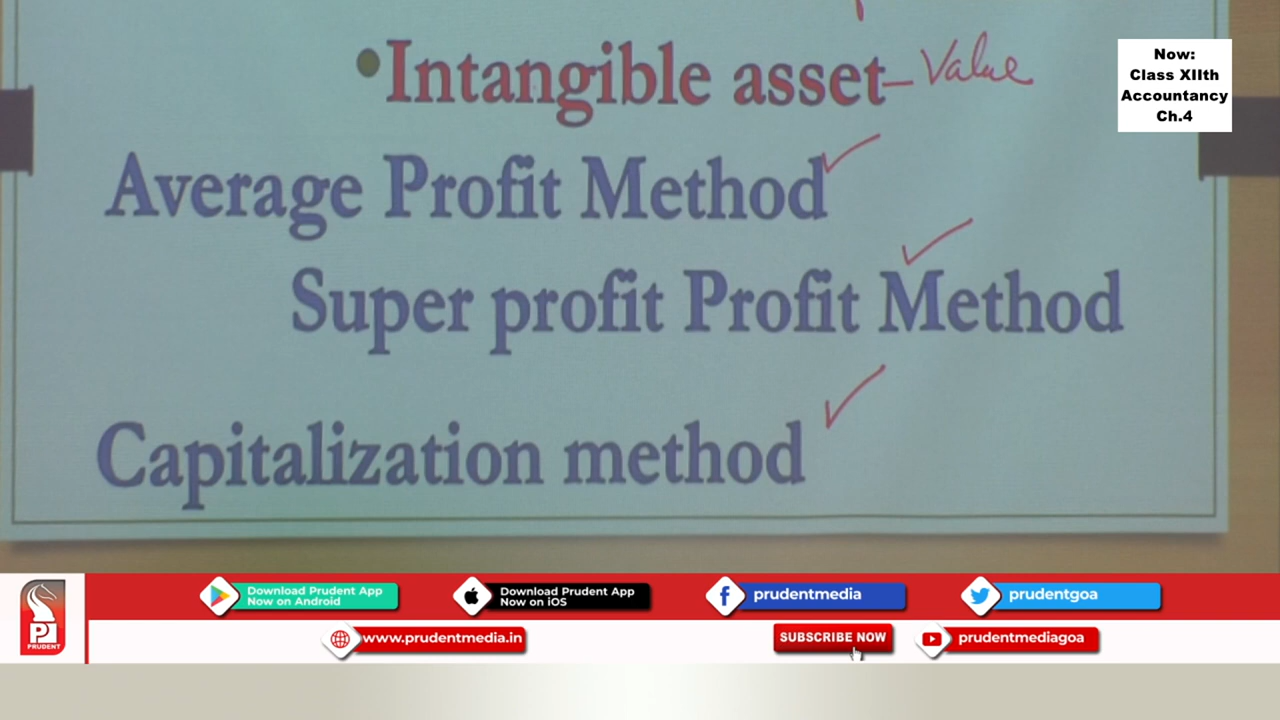 Intangible asset – Value
Average Profit Method
Super profit Profit Method
Capitalization method
Now:
Class XIIth
Accountancy
Ch.4
Download Prudent App
Now on Android
Download Prudent App
Now on iOS
prudentmedia
prudentgoa
PRUDENT
www.prudentmedia.in
SUBSCRIBE NOW
prudentmediagoa